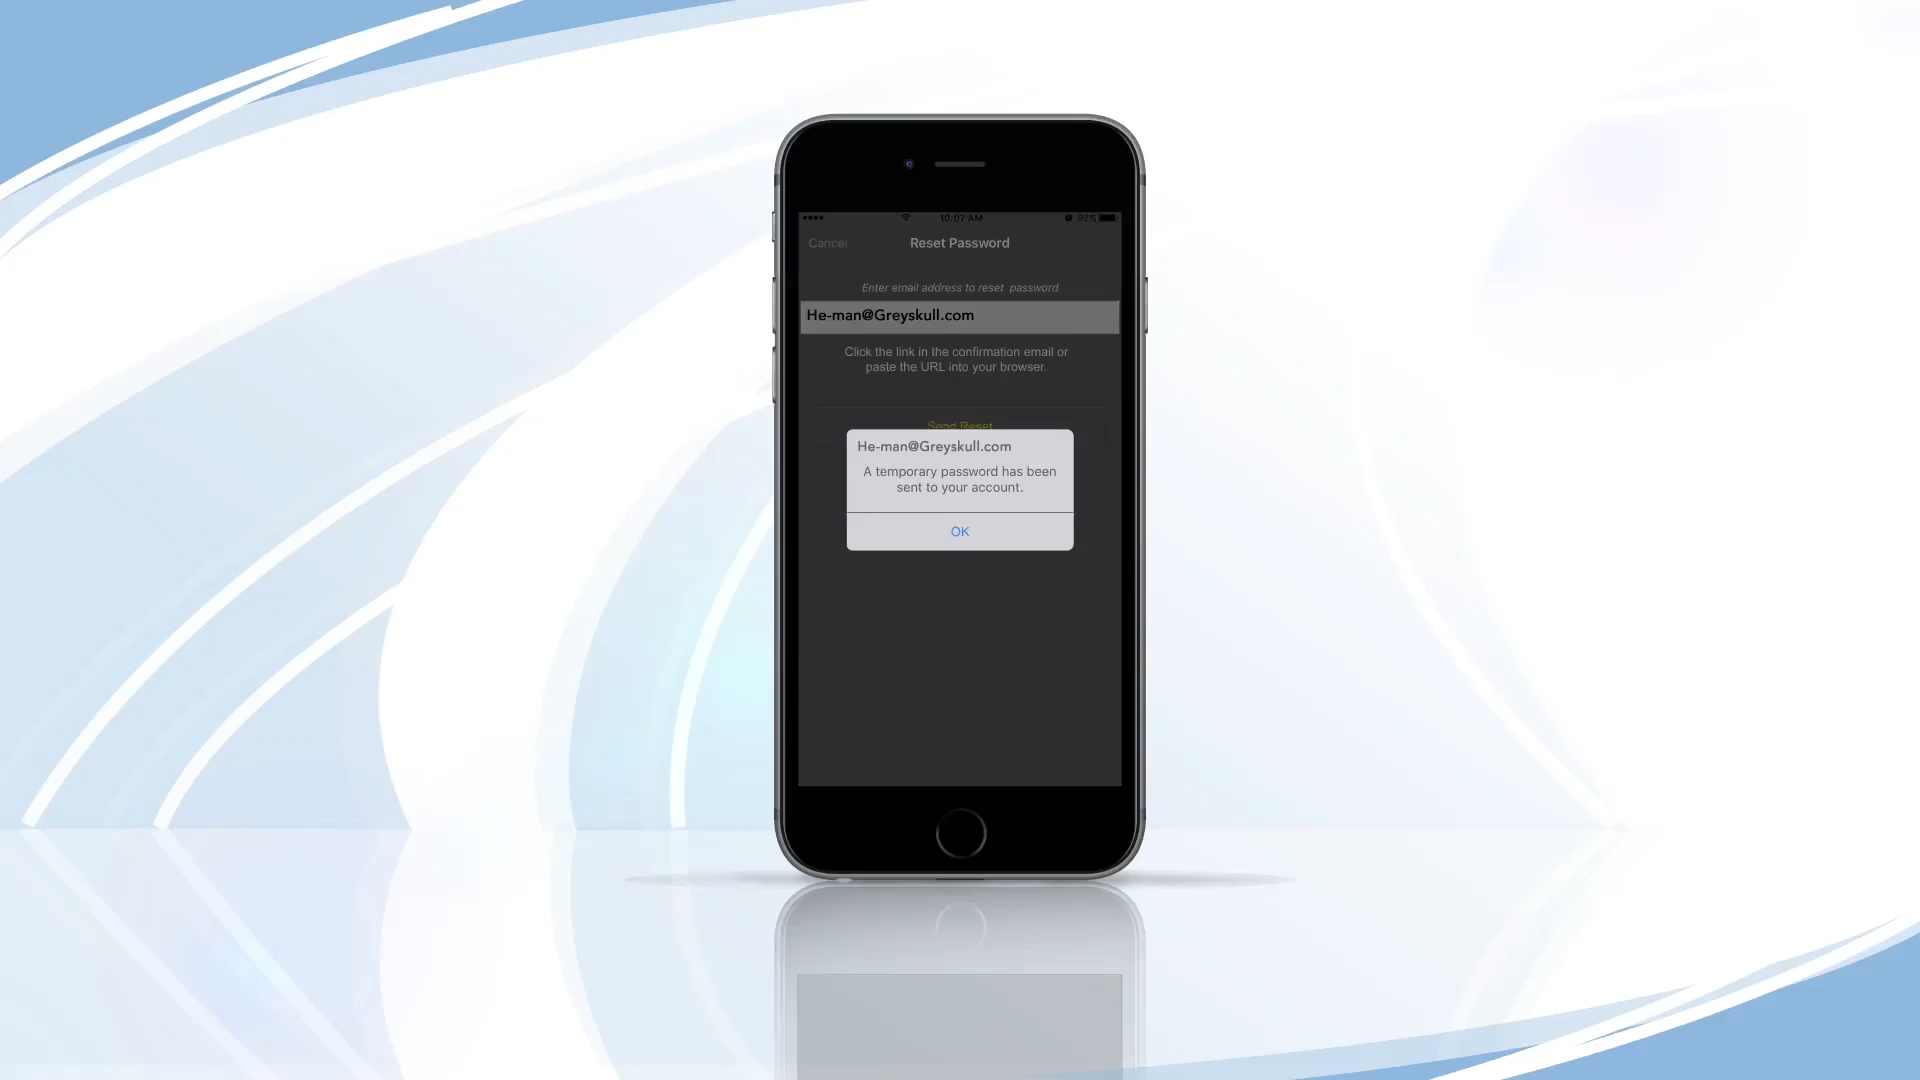 10:07 AM
92%
Cancel
Reset Password
Enter email address to reset password
He-man@Greyskull.com
Click the link in the confirmation email or
paste the URL into your browser.
Send Reset
He-man@Greyskull.com
A temporary password has been
sent to your account.
OK